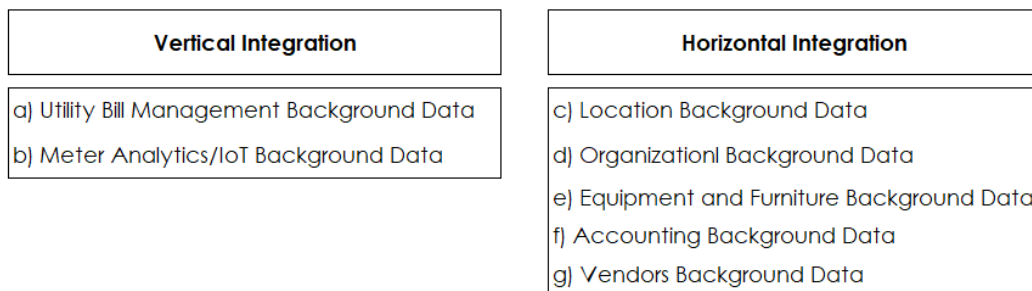 Vertical Integration
a) Utility Bill Management Background Data
b) Meter Analytics/IoT Background Data
Horizontal Integration
c) Location Background Data
d) Organizationl Background Data
e) Equipment and Furniture Background Data
f) Accounting Background Data
g) Vendors Background Data